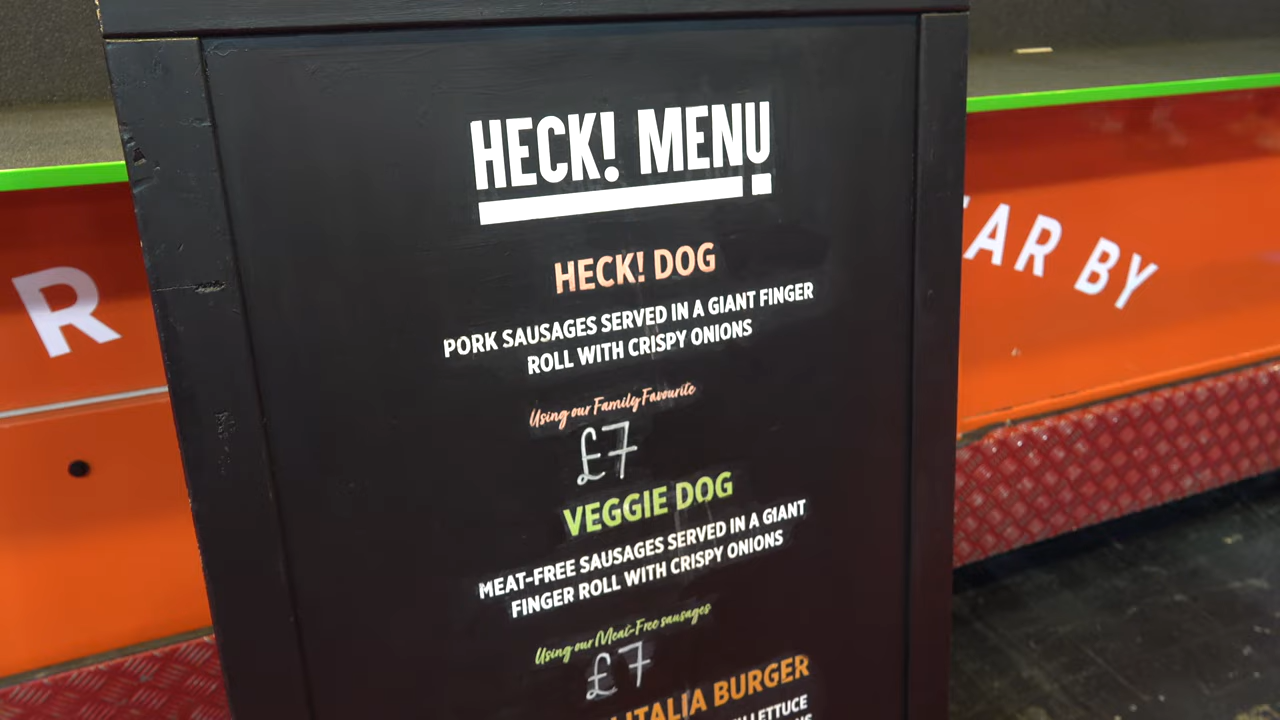 HECK! MENU
HECK! DOG
PORK SAUSAGES SERVED IN A GIANT FINGER
ROLL WITH CRISPY ONIONS
Using our Family Favourite
£7
VEGGIE DOG
MEAT-FREE SAUSAGES SERVED IN A GIANT
FINGER ROLL WITH CRISPY ONIONS
Using our Meat-Free sausages
£7
ITALIA BURGER
LETTUCE
R
AR BY